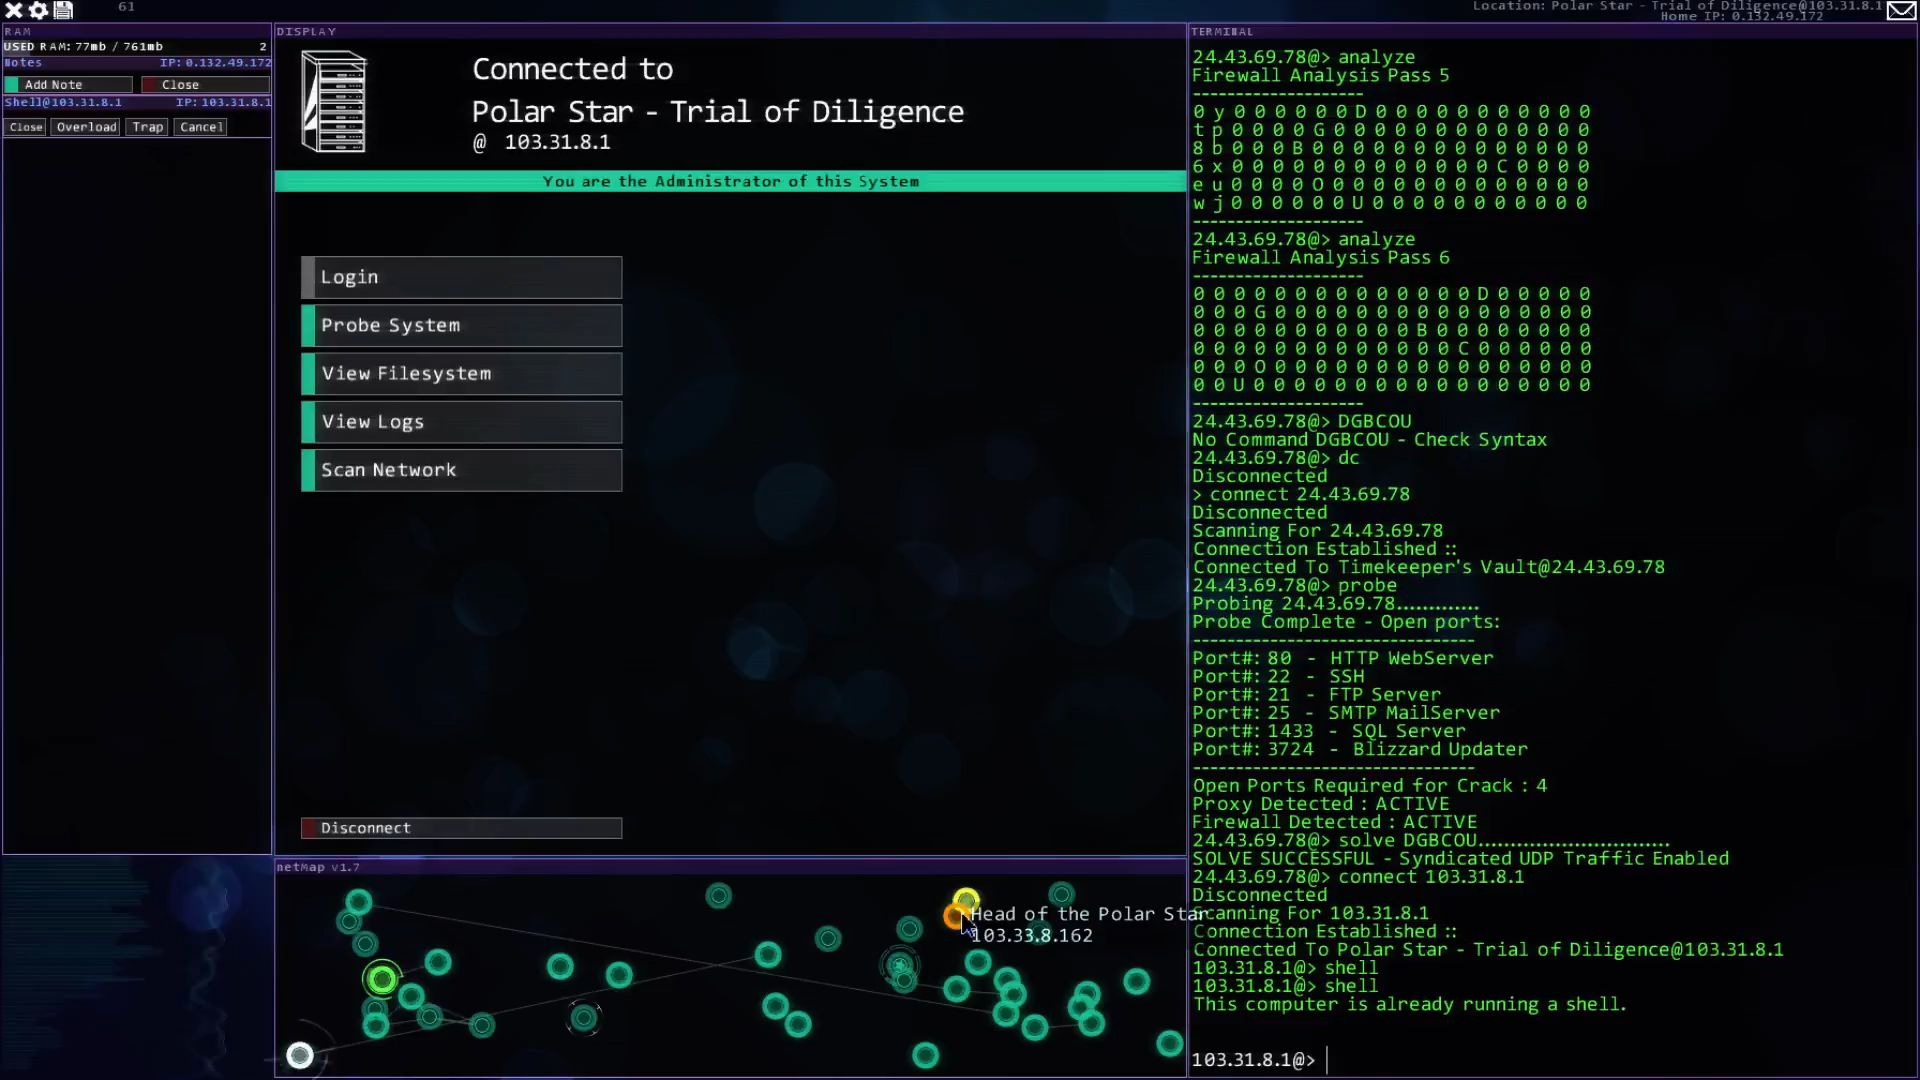 61
Location: Polar Star - Trial of Diligence@103.31.8.1
Home IP: 0.132.49.172
RAM
USED RAM: 77mb / 761mb 2
Notes IP: 0.132.49.172
Add Note Close
Shell@103.31.8.1 IP: 103.31.8.1
Close Overload Trap Cancel
DISPLAY
Connected to
Polar Star - Trial of Diligence
@ 103.31.8.1
You are the Administrator of this System
Login
Probe System
View Filesystem
View Logs
Scan Network
Disconnect
netMap v1.7
Head of the Polar Star
103.33.8.162
TERMINAL
24.43.69.78@> analyze
Firewall Analysis Pass 5
--------------------
0 y 0 0 0 0 0 0 D 0 0 0 0 0 0 0 0 0 0 0
t p 0 0 0 0 G 0 0 0 0 0 0 0 0 0 0 0 0 0
8 b 0 0 0 B 0 0 0 0 0 0 0 0 0 0 0 0 0 0
6 x 0 0 0 0 0 0 0 0 0 0 0 0 0 C 0 0 0 0
e u 0 0 0 0 O 0 0 0 0 0 0 0 0 0 0 0 0 0
w j 0 0 0 0 0 0 U 0 0 0 0 0 0 0 0 0 0 0
--------------------
24.43.69.78@> analyze
Firewall Analysis Pass 6
--------------------
0 0 0 0 0 0 0 0 0 0 0 0 0 0 D 0 0 0 0 0
0 0 0 G 0 0 0 0 0 0 0 0 0 0 0 0 0 0 0 0
0 0 0 0 0 0 0 0 0 0 0 B 0 0 0 0 0 0 0 0
0 0 0 0 0 0 0 0 0 0 0 0 0 C 0 0 0 0 0 0
0 0 0 O 0 0 0 0 0 0 0 0 0 0 0 0 0 0 0 0
0 0 U 0 0 0 0 0 0 0 0 0 0 0 0 0 0 0 0 0
--------------------
24.43.69.78@> DGBCOU
No Command DGBCOU - Check Syntax
24.43.69.78@> dc
Disconnected
> connect 24.43.69.78
Disconnected
Scanning For 24.43.69.78
Connection Established ::
Connected To Timekeeper's Vault@24.43.69.78
24.43.69.78@> probe
Probing 24.43.69.78.............
Probe Complete - Open ports:
---------------------------------
Port#: 80 - HTTP WebServer
Port#: 22 - SSH
Port#: 21 - FTP Server
Port#: 25 - SMTP MailServer
Port#: 1433 - SQL Server
Port#: 3724 - Blizzard Updater
---------------------------------
Open Ports Required for Crack : 4
Proxy Detected : ACTIVE
Firewall Detected : ACTIVE
24.43.69.78@> solve DGBCOU..............................
SOLVE SUCCESSFUL - Syndicated UDP Traffic Enabled
24.43.69.78@> connect 103.31.8.1
Disconnected
Scanning For 103.31.8.1
Connection Established ::
Connected To Polar Star - Trial of Diligence@103.31.8.1
103.31.8.1@> shell
103.31.8.1@> shell
This computer is already running a shell.
103.31.8.1@>